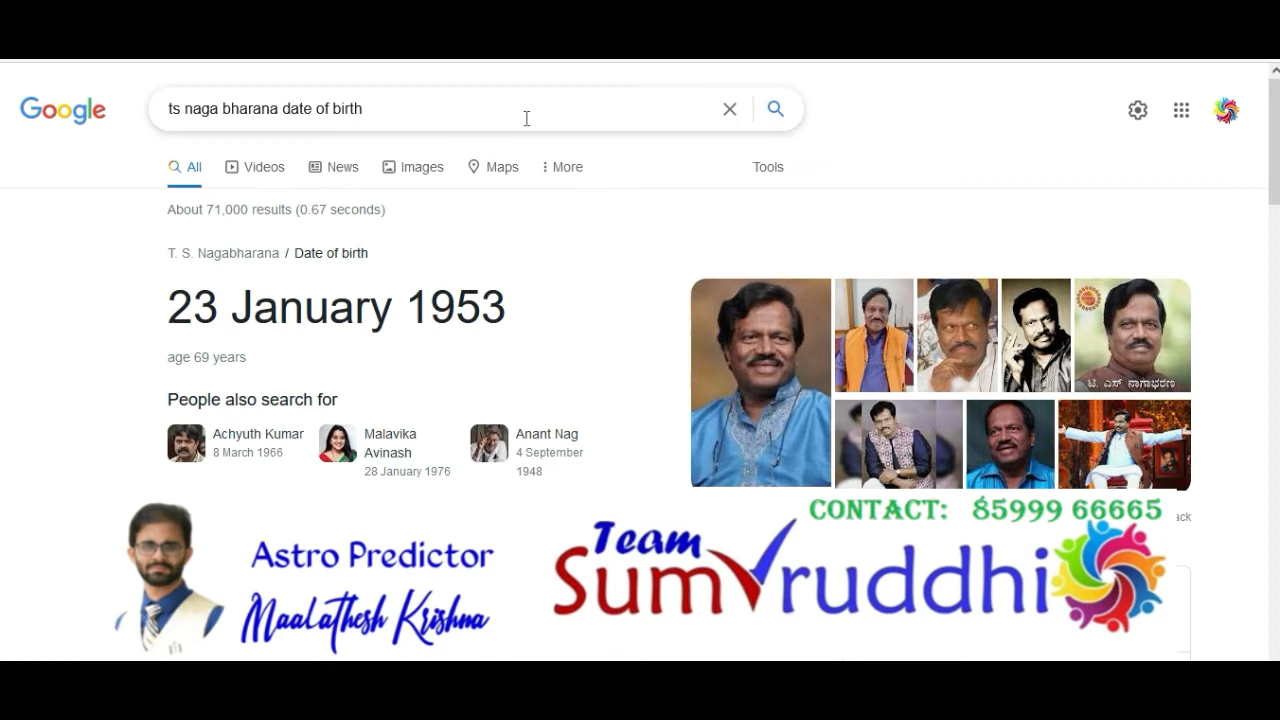 Google
ts naga bharana date of birth
All Videos News Images Maps More Tools
About 71,000 results (0.67 seconds)
T. S. Nagabharana / Date of birth
23 January 1953
age 69 years
ಟಿ. ಎಸ್ ನಾಗಾಭರಣ
People also search for
Achyuth Kumar
8 March 1966
Malavika
Avinash
28 January 1976
Anant Nag
4 September
1948
CONTACT: 85999 66665
ack
Astro Predictor
Maalathesh Krishna
Team
Sumvruddhi